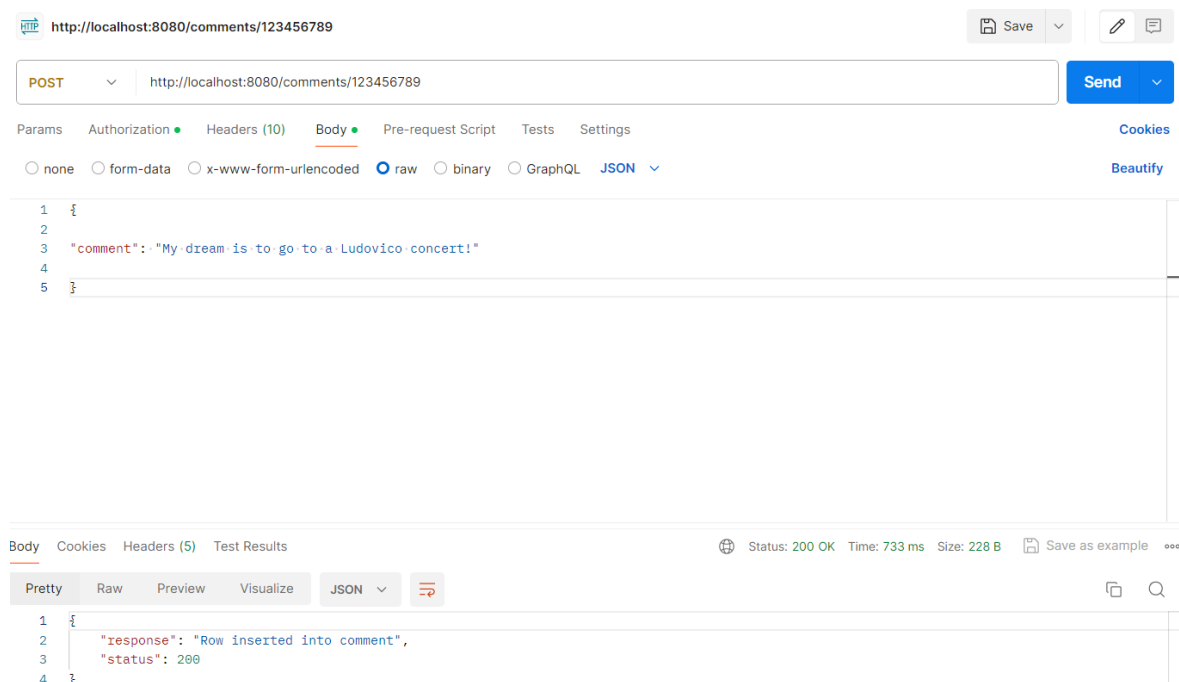 HTTP http://localhost:8080/comments/123456789 Save
POST http://localhost:8080/comments/123456789 Send
Params Authorization Headers (10) Body Pre-request Script Tests Settings Cookies
none form-data x-www-form-urlencoded raw binary GraphQL JSON Beautify
1 {
2
3 "comment": "My dream is to go to a Ludovico concert!"
4
5 }
Body Cookies Headers (5) Test Results Status: 200 OK Time: 733 ms Size: 228 B Save as example
Pretty Raw Preview Visualize JSON
1 {
2 "response": "Row inserted into comment",
3 "status": 200
4 }